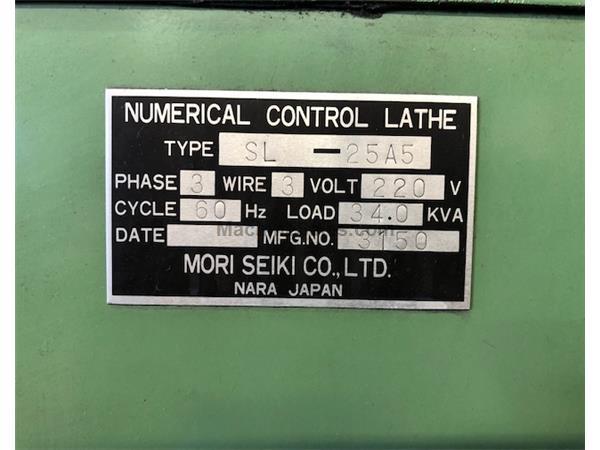 NUMERICAL CONTROL LATHE
TYPE SL -25A5
PHASE 3 WIRE 3 VOLT 220 V
CYCLE 60 Hz LOAD 34.0 KVA
DATE MFG.NO. 3150
MORI SEIKI CO., LTD.
NARA JAPAN